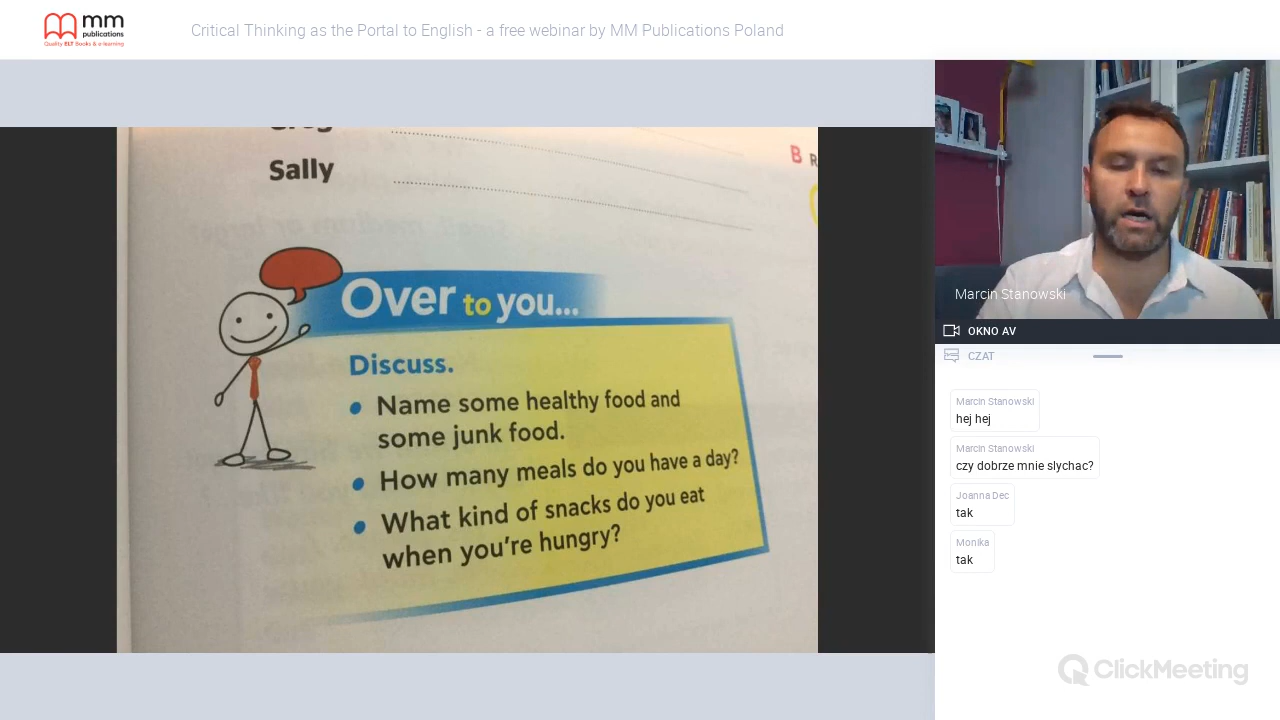 mm
publications
Quality ELT Books & e-learning
Critical Thinking as the Portal to English - a free webinar by MM Publications Poland
Greg
Sally
B R
Over to you...
Discuss.
• Name some healthy food and
some junk food.
• How many meals do you have a day?
• What kind of snacks do you eat
when you're hungry?
Marcin Stanowski
OKNO AV
CZAT
Marcin Stanowski
hej hej
Marcin Stanowski
czy dobrze mnie slychac?
Joanna Dec
tak
Monika
tak
ClickMeeting